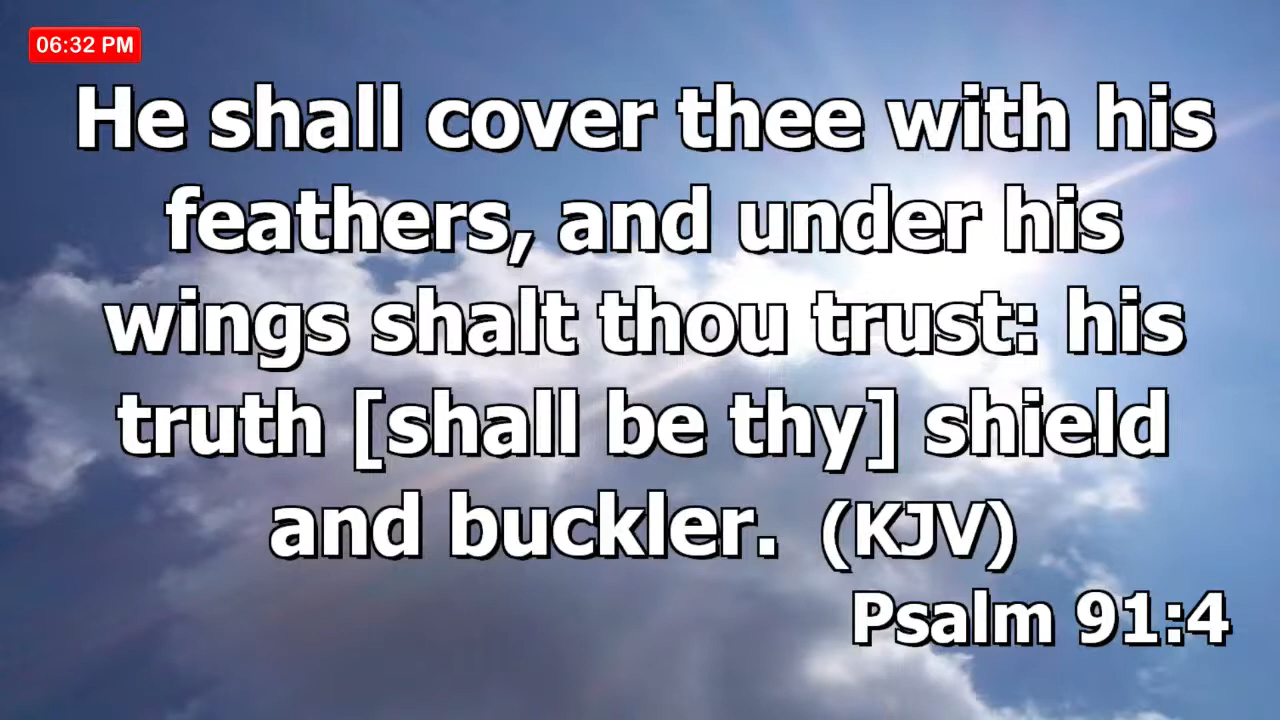 06:32 PM
He shall cover thee with his
feathers, and under his
wings shalt thou trust: his
truth [shall be thy] shield
and buckler. (KJV)
Psalm 91:4